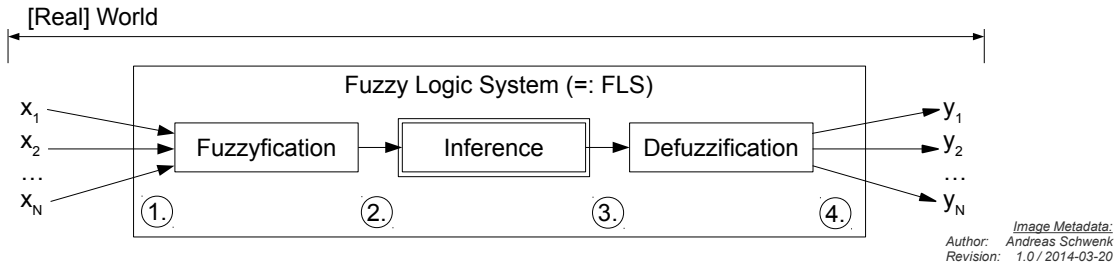 [Real] World
Fuzzy Logic System (=: FLS)
x1
x2
…
xN
Fuzzyfication
Inference
Defuzzification
y1
y2
…
yN
1.
2.
3.
4.
Image Metadata:
Author: Andreas Schwenk
Revision: 1.0 / 2014-03-20